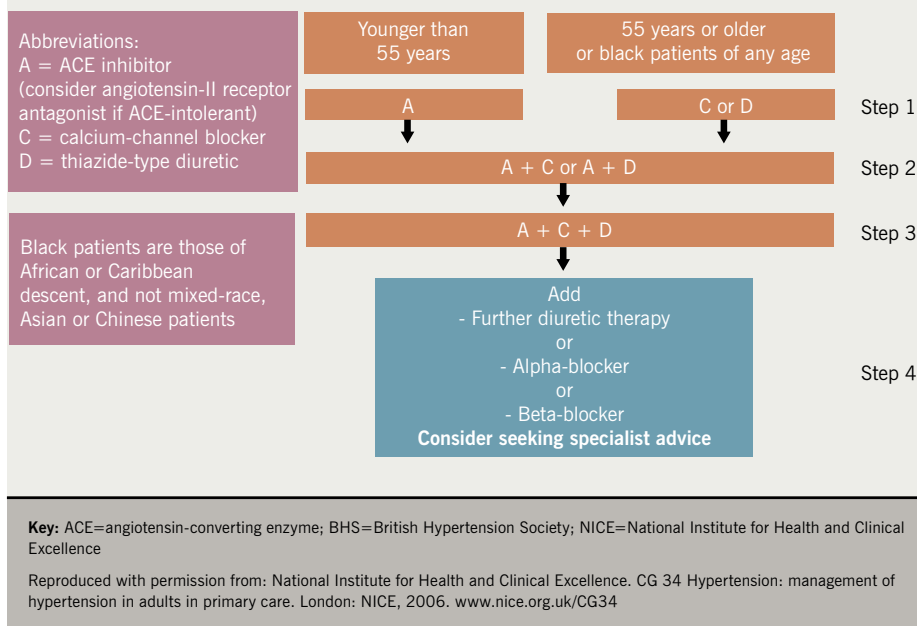 Abbreviations:
A = ACE inhibitor
(consider angiotensin-II receptor
antagonist if ACE-intolerant)
C = calcium-channel blocker
D = thiazide-type diuretic
Younger than
55 years
55 years or older
or black patients of any age
A
C or D
Step 1
A + C or A + D
Step 2
Black patients are those of
African or Caribbean
descent, and not mixed-race,
Asian or Chinese patients
A + C + D
Step 3
Add
- Further diuretic therapy
or
- Alpha-blocker
or
- Beta-blocker
Consider seeking specialist advice
Step 4
Key: ACE=angiotensin-converting enzyme; BHS=British Hypertension Society; NICE=National Institute for Health and Clinical
Excellence
Reproduced with permission from: National Institute for Health and Clinical Excellence. CG 34 Hypertension: management of
hypertension in adults in primary care. London: NICE, 2006. www.nice.org.uk/CG34